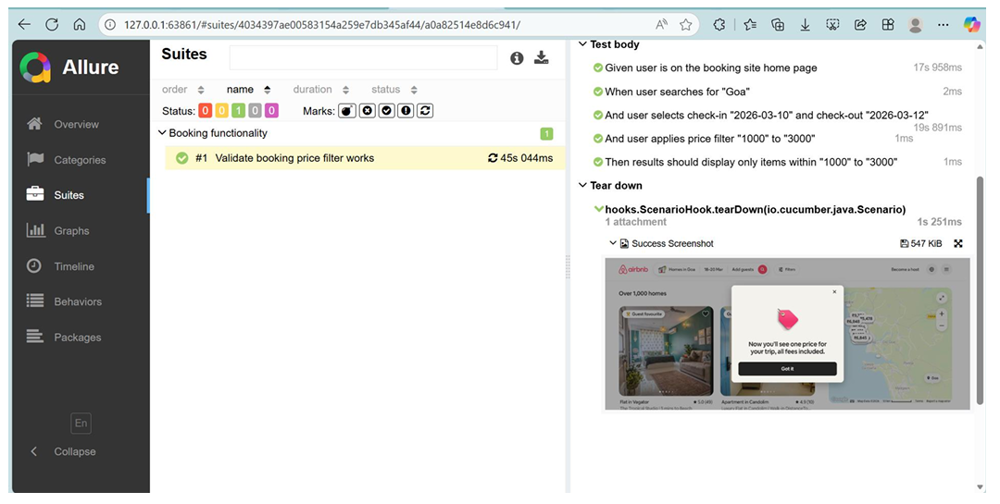 127.0.0.1:63861/#suites/4034397ae00583154a259e7db345af44/a0a82514e8d6c941/
Allure
Overview
Categories
Suites
Graphs
Timeline
Behaviors
Packages
En
Collapse
Suites
order name duration status
Status: 0 0 1 0 0 Marks:
Booking functionality 1
#1 Validate booking price filter works 45s 044ms
Test body
Given user is on the booking site home page 17s 958ms
When user searches for "Goa" 2ms
And user selects check-in "2026-03-10" and check-out "2026-03-12"
19s 891ms
And user applies price filter "1000" to "3000" 1ms
Then results should display only items within "1000" to "3000" 1ms
Tear down
hooks.ScenarioHook.tearDown(io.cucumber.java.Scenario)
1 attachment 1s 251ms
Success Screenshot 547 KiB
airbnb Homes in Goa Add guests Filters Become a host
Over 1,000 homes
Guest favourite
Now you'll see one price for
your trip, all fees included.
Got it
Goa
Flat in Vagator Apartment in Candolim